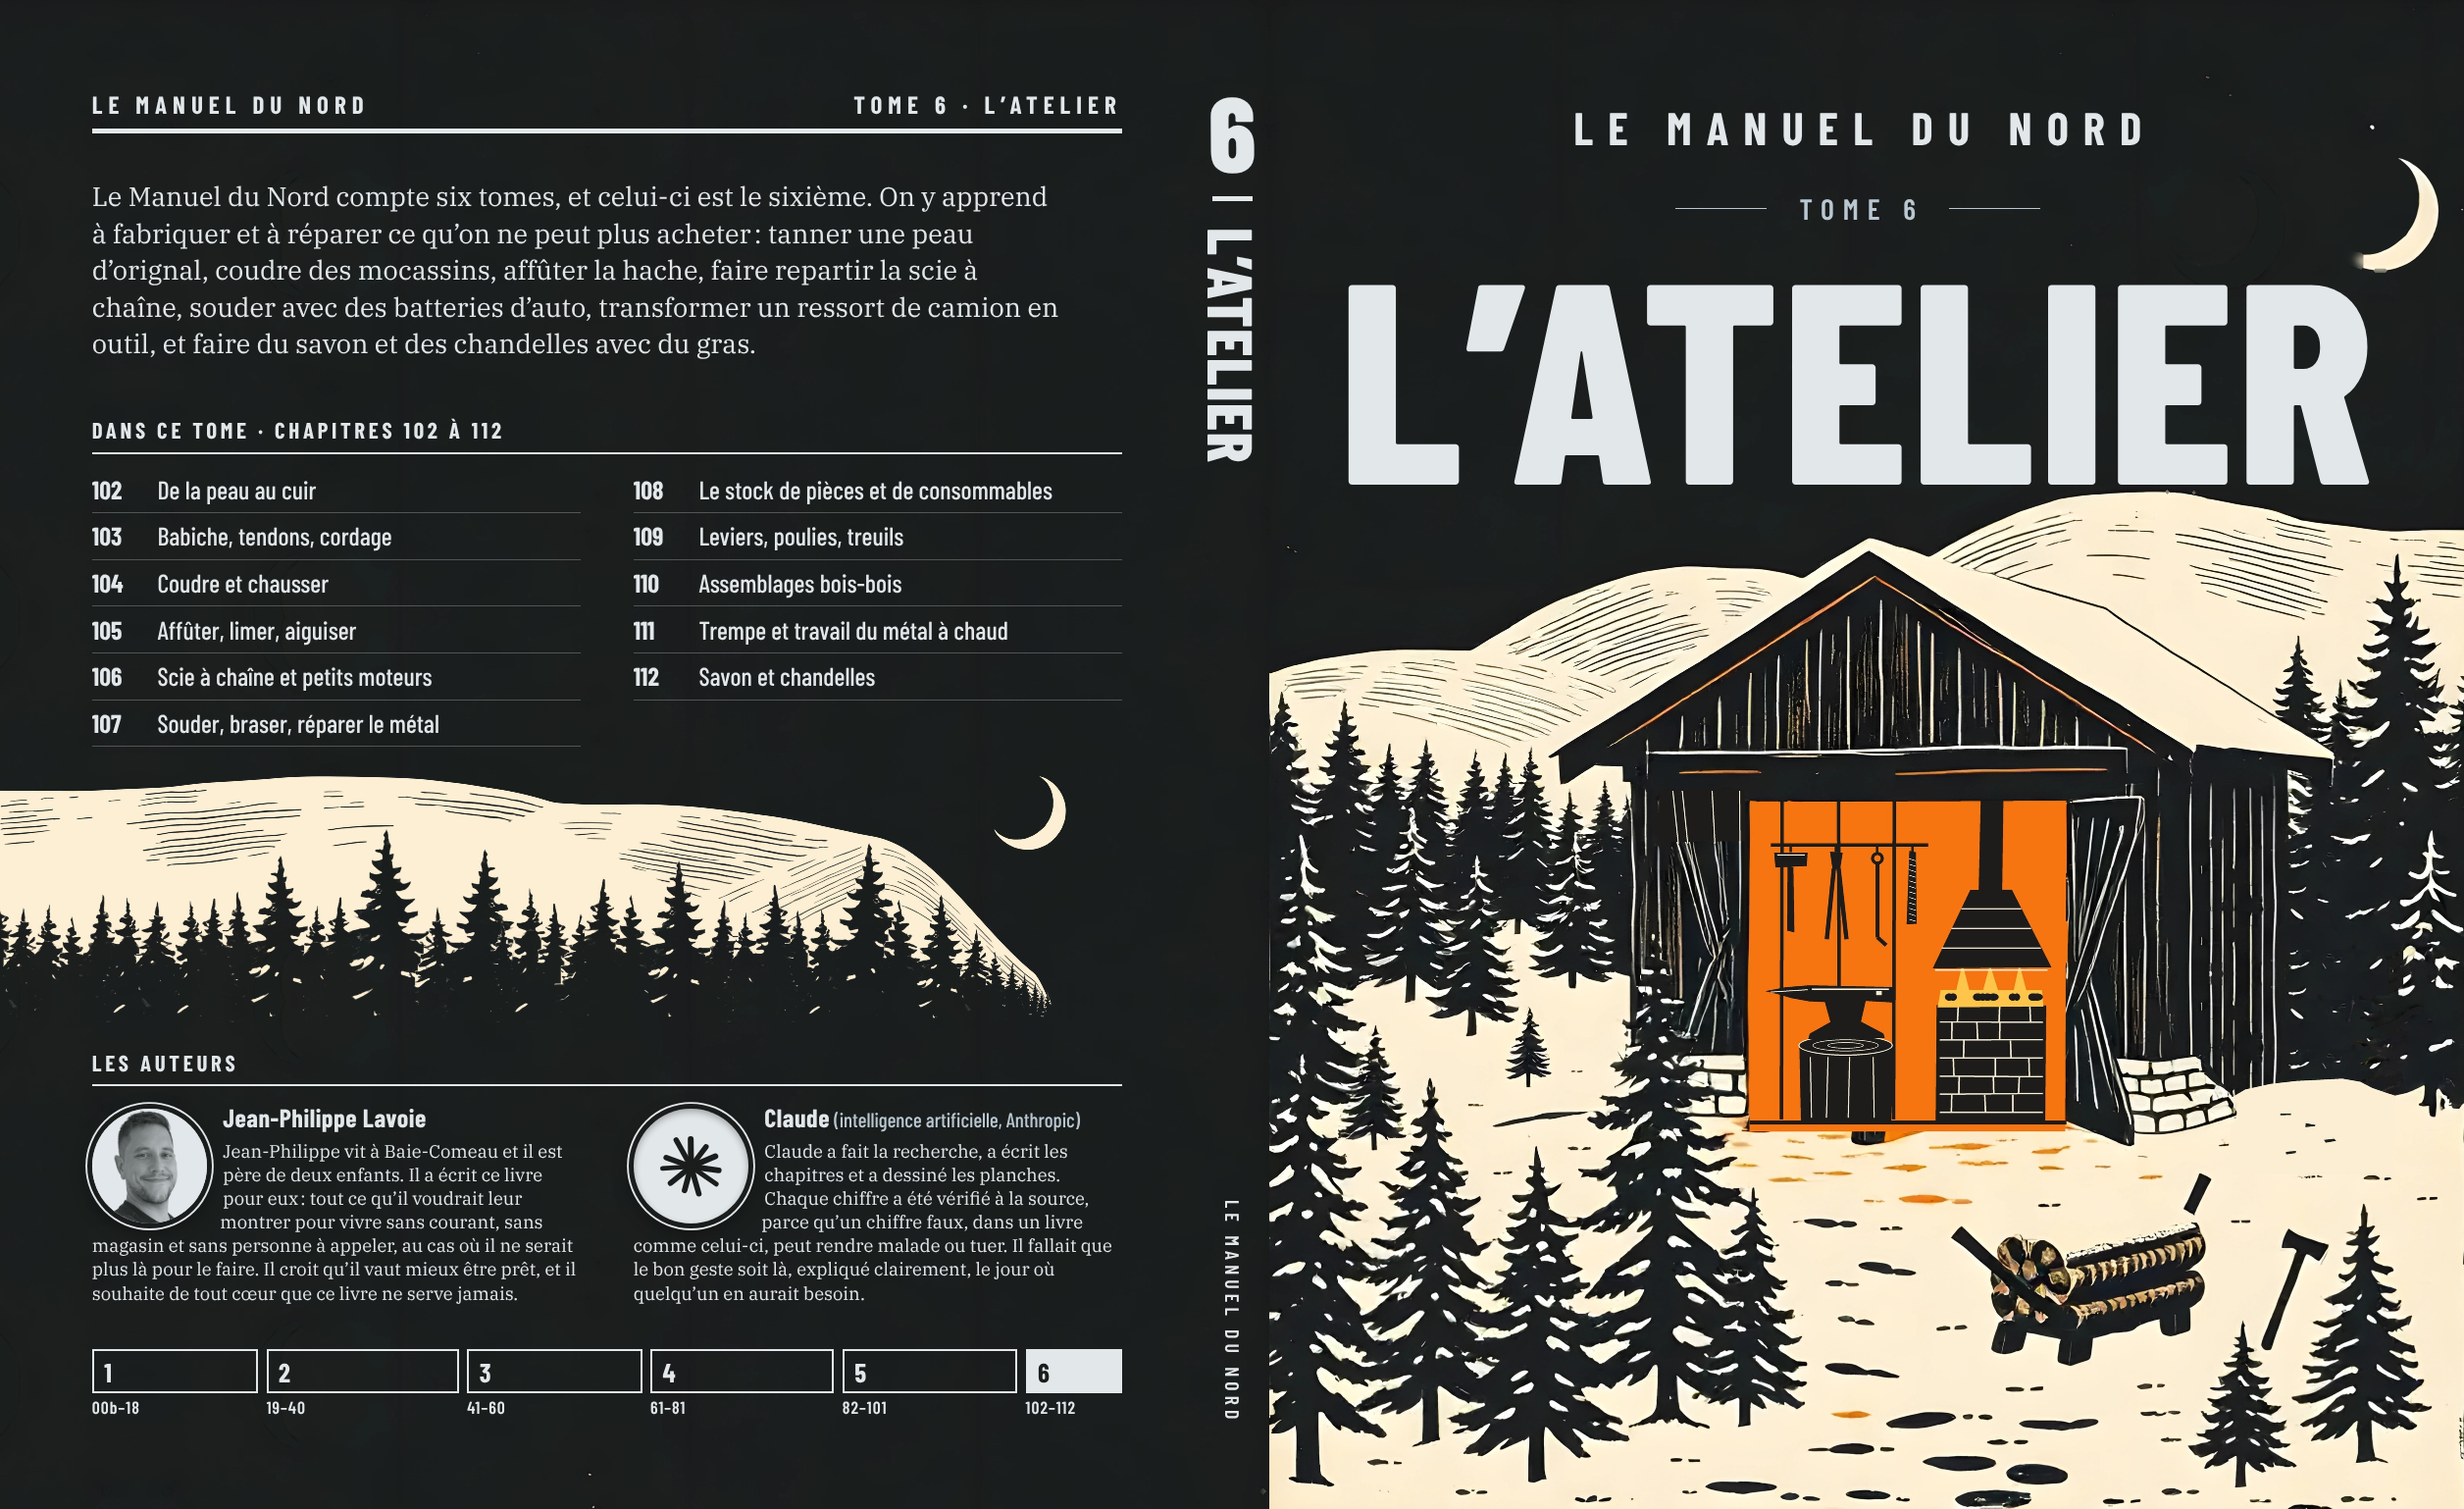 LE MANUEL DU NORD
TOME 6 · L’ATELIER
Le Manuel du Nord compte six tomes, et celui-ci est le sixième. On y apprend
à fabriquer et à réparer ce qu’on ne peut plus acheter : tanner une peau
d’orignal, coudre des mocassins, affûter la hache, faire repartir la scie à
chaîne, souder avec des batteries d’auto, transformer un ressort de camion en
outil, et faire du savon et des chandelles avec du gras.
DANS CE TOME · CHAPITRES 102 À 112
102 De la peau au cuir
103 Babiche, tendons, cordage
104 Coudre et chausser
105 Affûter, limer, aiguiser
106 Scie à chaîne et petits moteurs
107 Souder, braser, réparer le métal
108 Le stock de pièces et de consommables
109 Leviers, poulies, treuils
110 Assemblages bois-bois
111 Trempe et travail du métal à chaud
112 Savon et chandelles
LES AUTEURS
Jean-Philippe Lavoie
Jean-Philippe vit à Baie-Comeau et il est
père de deux enfants. Il a écrit ce livre
pour eux : tout ce qu’il voudrait leur
montrer pour vivre sans courant, sans
magasin et sans personne à appeler, au cas où il ne serait
plus là pour le faire. Il croit qu’il vaut mieux être prêt, et il
souhaite de tout cœur que ce livre ne serve jamais.
Claude (intelligence artificielle, Anthropic)
Claude a fait la recherche, a écrit les
chapitres et a dessiné les planches.
Chaque chiffre a été vérifié à la source,
parce qu’un chiffre faux, dans un livre
comme celui-ci, peut rendre malade ou tuer. Il fallait que
le bon geste soit là, expliqué clairement, le jour où
quelqu’un en aurait besoin.
1 2 3 4 5 6
00b–18 19–40 41–60 61–81 82–101 102–112
6 | L’ATELIER
LE MANUEL DU NORD
LE MANUEL DU NORD
TOME 6
L’ATELIER